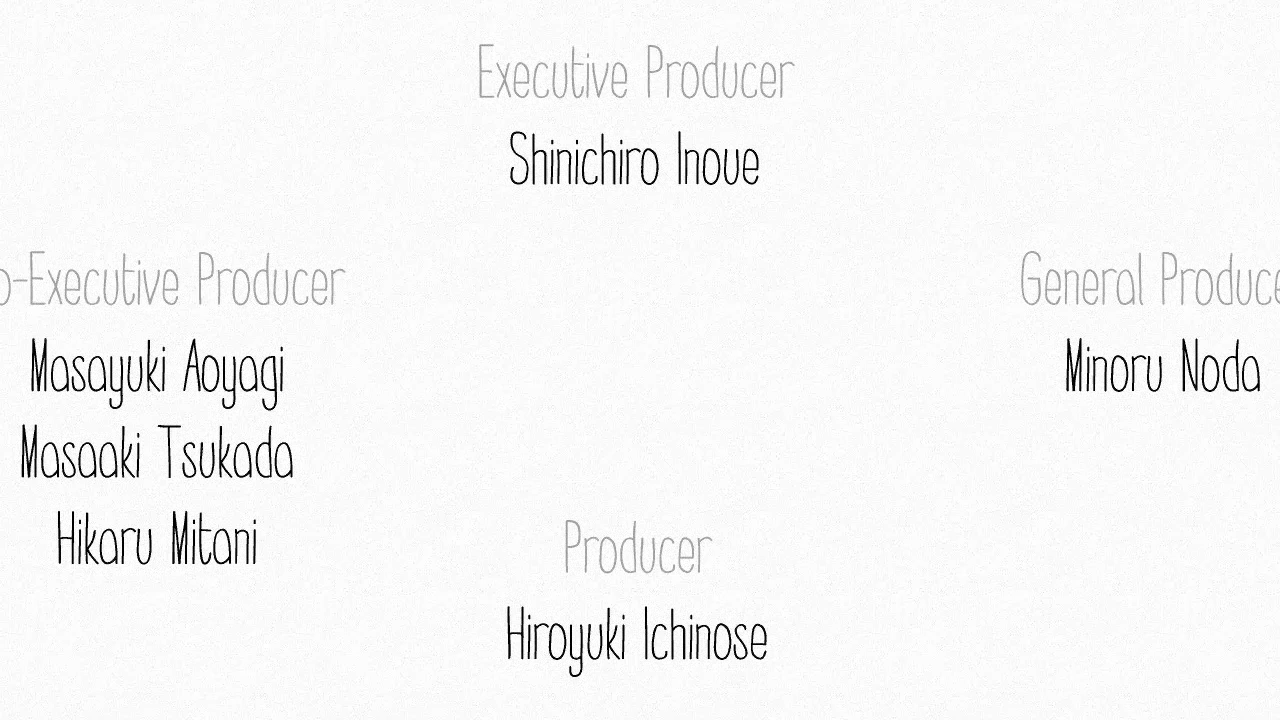 Executive Producer
Shinichiro Inoue
o-Executive Producer
Masayuki Aoyagi
Masaaki Tsukada
Hikaru Mitani
General Produce
Minoru Noda
Producer
Hiroyuki Ichinose